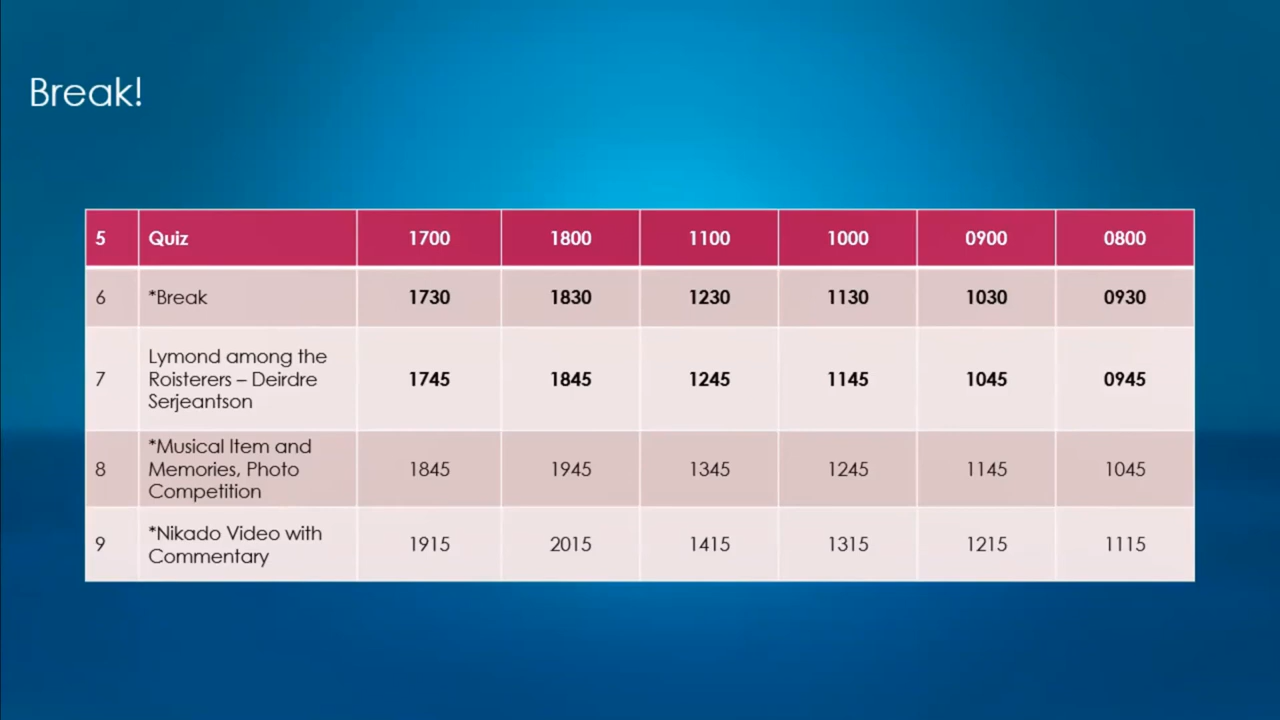 Break!
5 Quiz 1700 1800 1100 1000 0900 0800
6 *Break 1730 1830 1230 1130 1030 0930
Lymond among the
7 Roisterers – Deirdre 1745 1845 1245 1145 1045 0945
Serjeantson
*Musical Item and
8 Memories, Photo 1845 1945 1345 1245 1145 1045
Competition
9 *Nikado Video with 1915 2015 1415 1315 1215 1115
Commentary